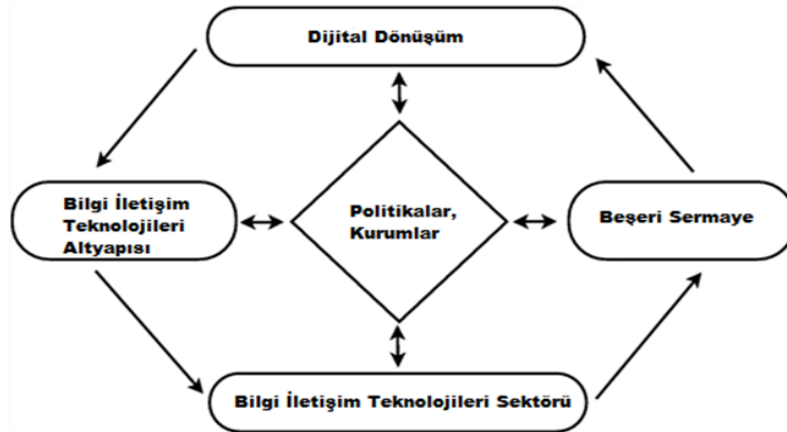 Dijital Dönüşüm
Bilgi İletişim
Teknolojileri
Altyapısı
Politikalar,
Kurumlar
Beşeri Sermaye
Bilgi İletişim Teknolojileri Sektörü